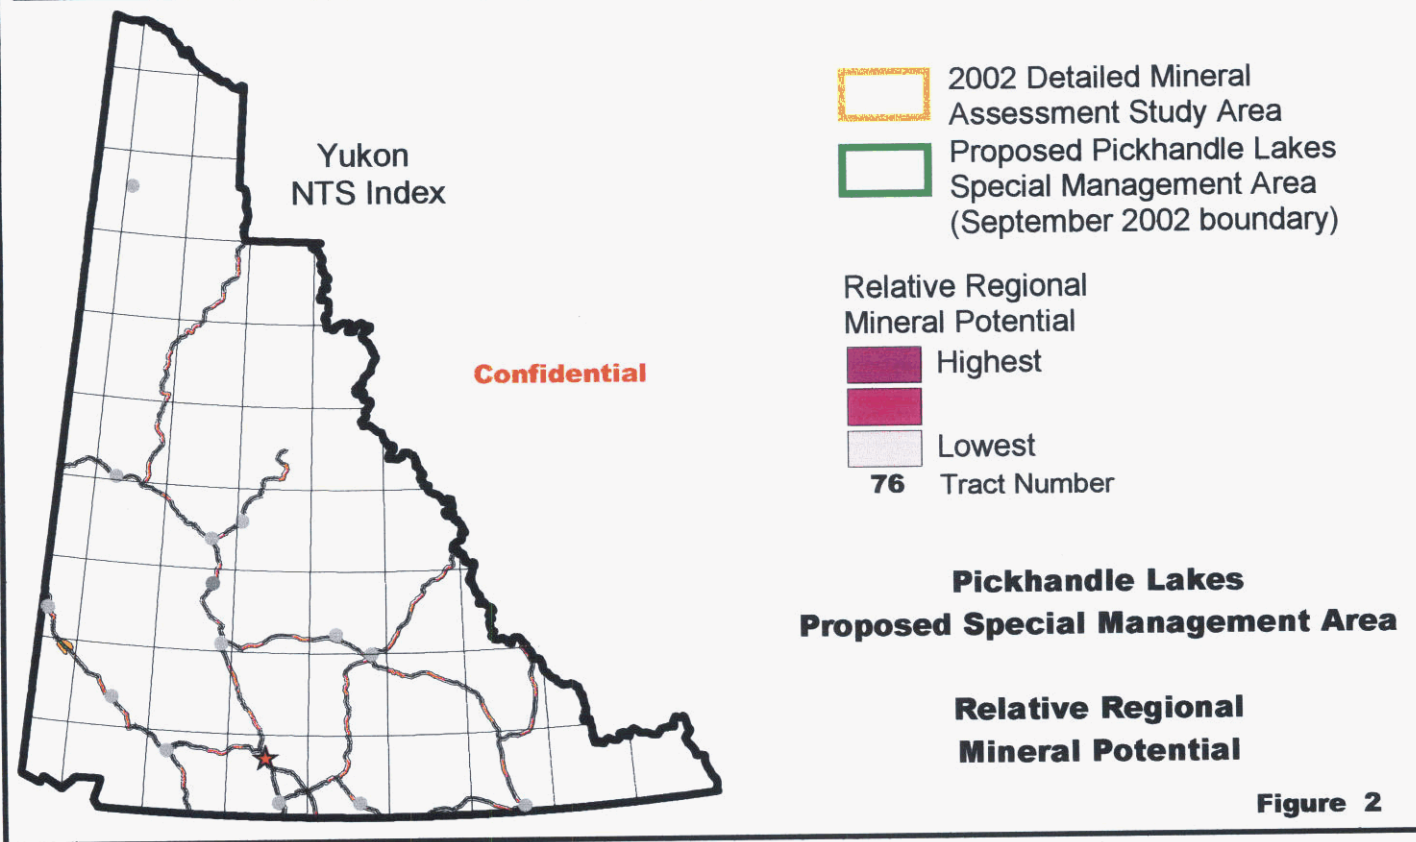 Yukon
NTS Index
Confidential
2002 Detailed Mineral
Assessment Study Area
Proposed Pickhandle Lakes
Special Management Area
(September 2002 boundary)
Relative Regional
Mineral Potential
Highest
Lowest
76 Tract Number
Pickhandle Lakes
Proposed Special Management Area
Relative Regional
Mineral Potential
Figure 2